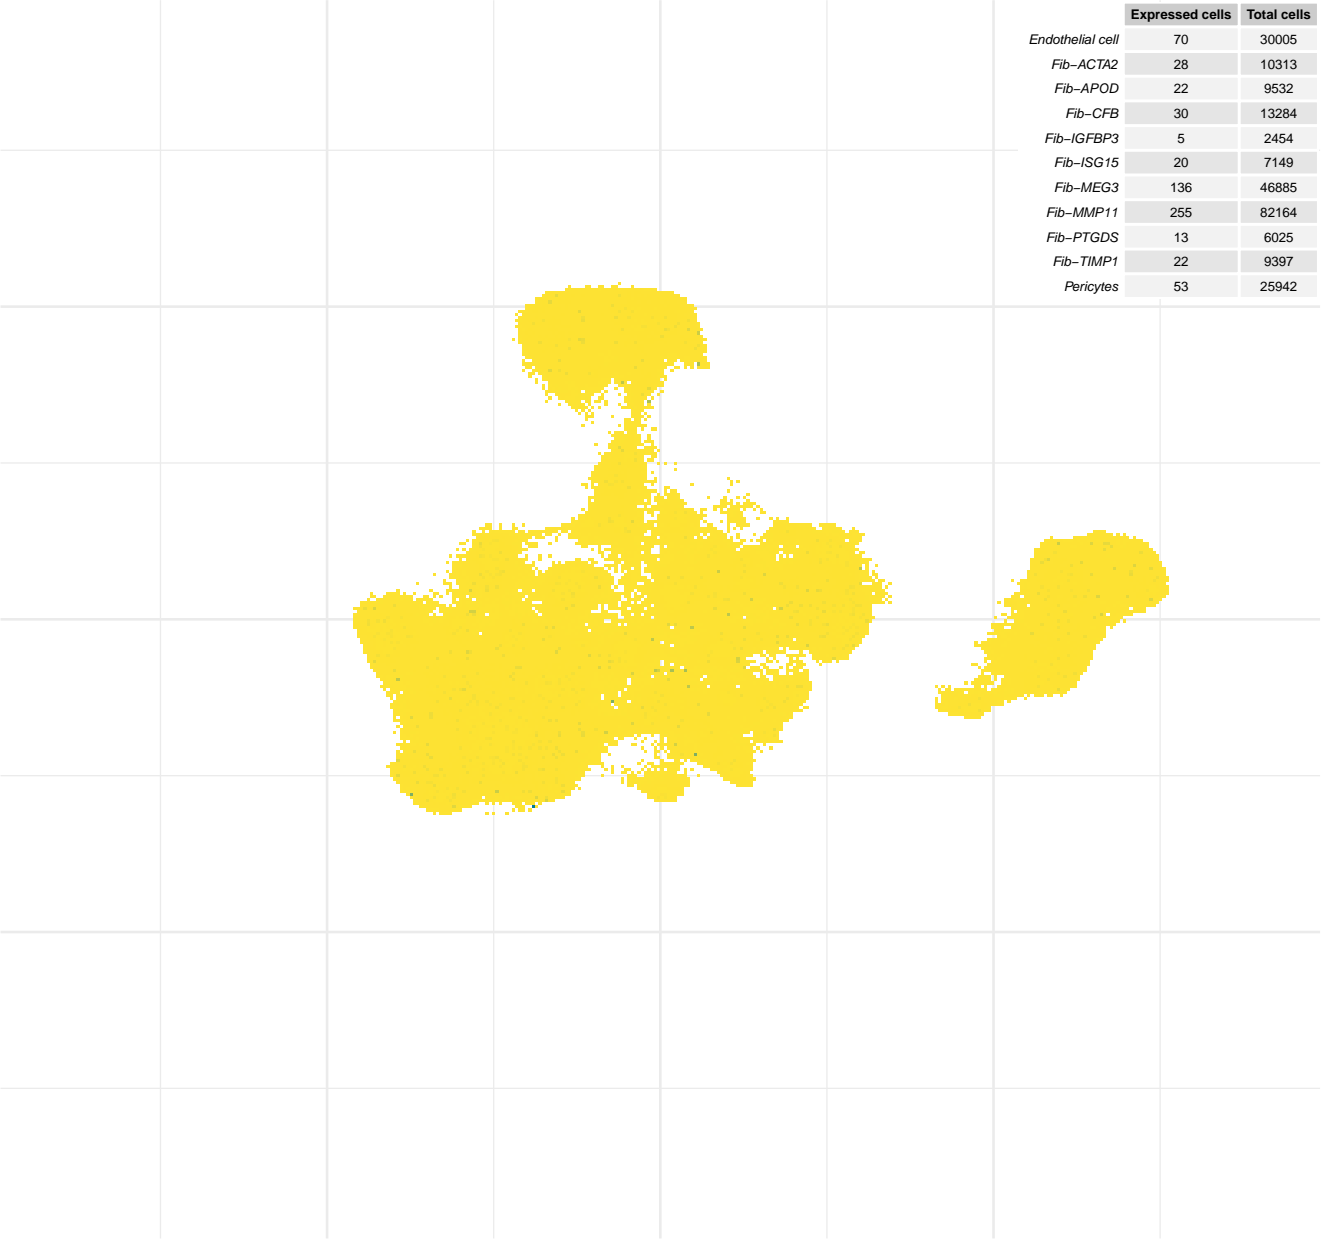 Expressed cells Total cells
Endothelial cell 70 30005
Fib−ACTA2 28 10313
Fib−APOD 22 9532
Fib−CFB 30 13284
Fib−IGFBP3 5 2454
Fib−ISG15 20 7149
Fib−MEG3 136 46885
Fib−MMP11 255 82164
Fib−PTGDS 13 6025
Fib−TIMP1 22 9397
Pericytes 53 25942